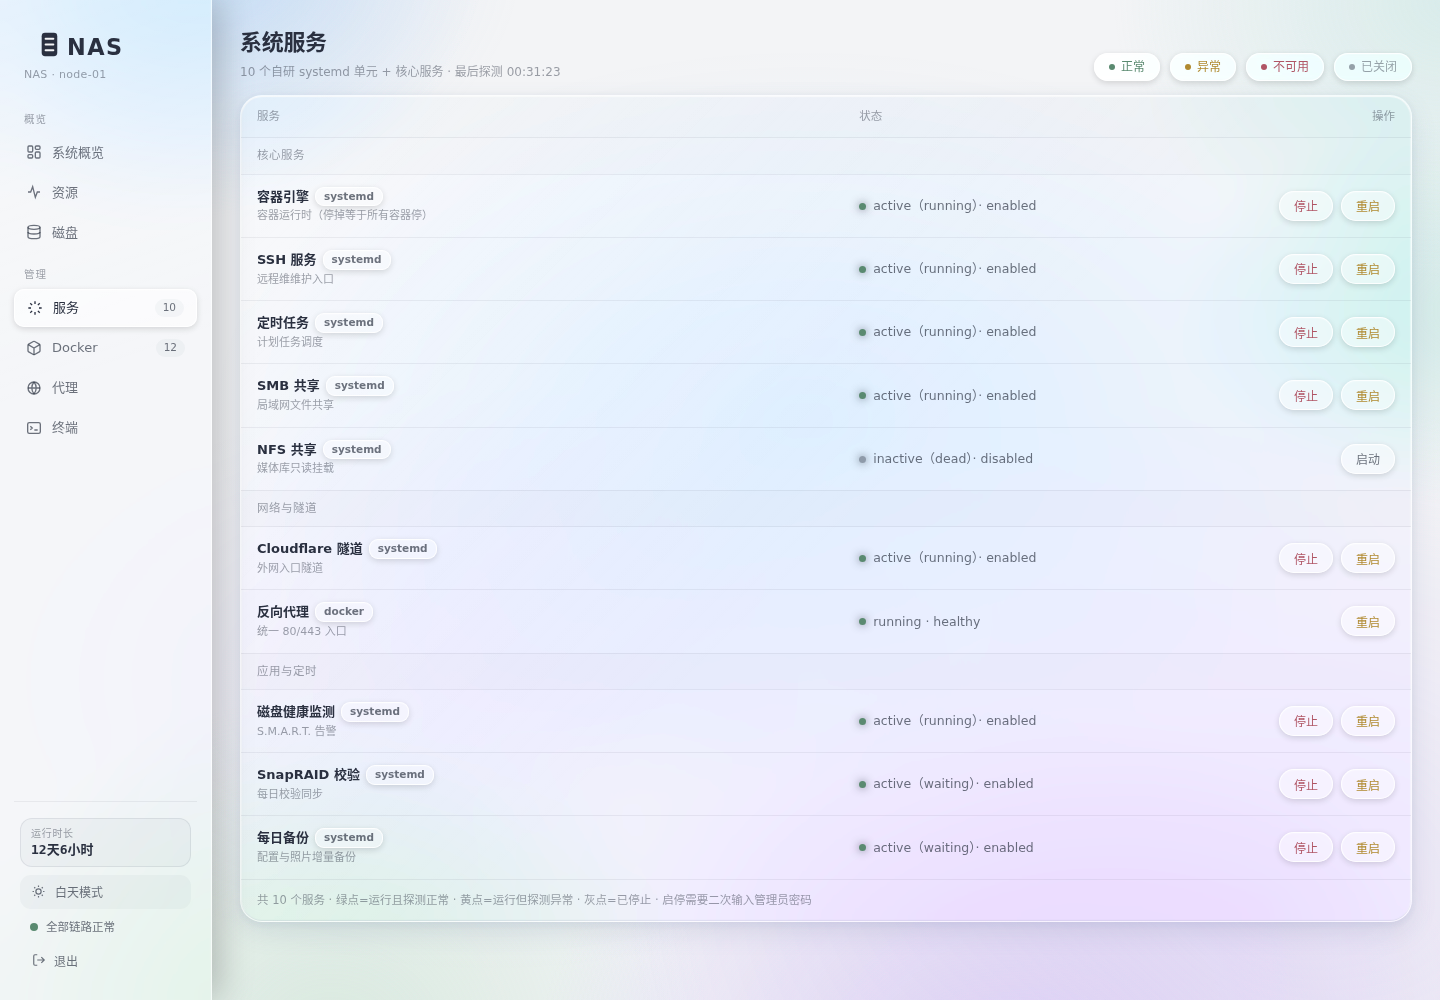 NAS
NAS · node-01
概览
系统概览
资源
磁盘
管理
服务 10
Docker 12
代理
终端
运行时长
12天6小时
白天模式
全部链路正常
退出
系统服务
10 个自研 systemd 单元 + 核心服务 · 最后探测 00:31:23
正常 异常 不可用 已关闭
服务 状态 操作
核心服务
容器引擎 systemd
容器运行时（停掉等于所有容器停）
active（running）· enabled
停止 重启
SSH 服务 systemd
远程维维护入口
active（running）· enabled
停止 重启
定时任务 systemd
计划任务调度
active（running）· enabled
停止 重启
SMB 共享 systemd
局域网文件共享
active（running）· enabled
停止 重启
NFS 共享 systemd
媒体库只读挂载
inactive（dead）· disabled
启动
网络与隧道
Cloudflare 隧道 systemd
外网入口隧道
active（running）· enabled
停止 重启
反向代理 docker
统一 80/443 入口
running · healthy
重启
应用与定时
磁盘健康监测 systemd
S.M.A.R.T. 告警
active（running）· enabled
停止 重启
SnapRAID 校验 systemd
每日校验同步
active（waiting）· enabled
停止 重启
每日备份 systemd
配置与照片增量备份
active（waiting）· enabled
停止 重启
共 10 个服务 · 绿点=运行且探测正常 · 黄点=运行但探测异常 · 灰点=已停止 · 启停需要二次输入管理员密码